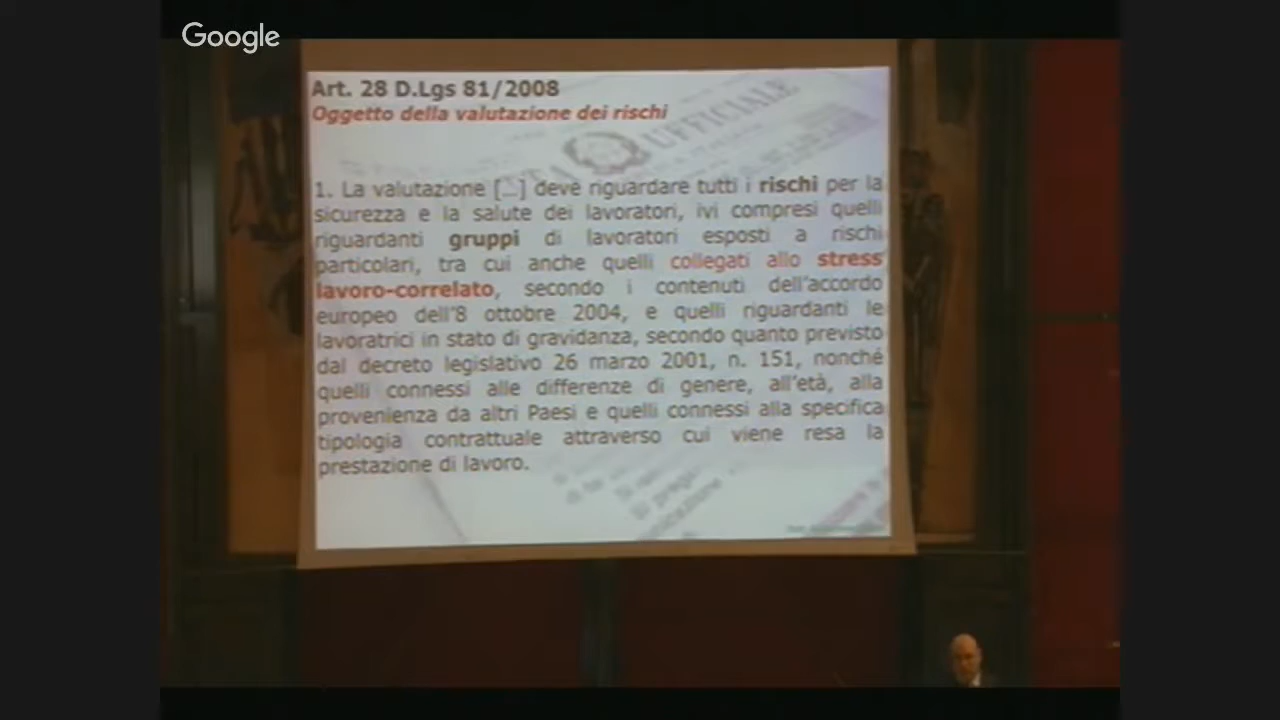 Google
Art. 28 D.Lgs 81/2008
Oggetto della valutazione dei rischi
UFFICIALE
1. La valutazione [...] deve riguardare tutti i rischi per la
sicurezza e la salute dei lavoratori, ivi compresi quelli
riguardanti gruppi di lavoratori esposti a rischi
particolari, tra cui anche quelli collegati allo stress
lavoro-correlato, secondo i contenuti dell'accordo
europeo dell'8 ottobre 2004, e quelli riguardanti le
lavoratrici in stato di gravidanza, secondo quanto previsto
dal decreto legislativo 26 marzo 2001, n. 151, nonché
quelli connessi alle differenze di genere, all'età, alla
provenienza da altri Paesi e quelli connessi alla specifica
tipologia contrattuale attraverso cui viene resa la
prestazione di lavoro.